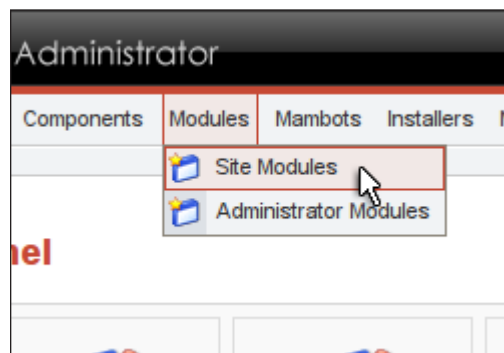 Administrator
Components Modules Mambots Installers
Site Modules
Administrator Modules
nel